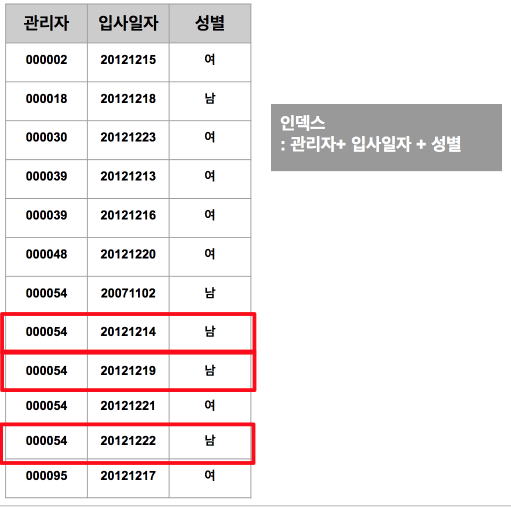 관리자 입사일자 성별
000002 20121215 여
000018 20121218 남
000030 20121223 여
000039 20121213 여
000039 20121216 여
000048 20121220 여
000054 20071102 남
000054 20121214 남
000054 20121219 남
000054 20121221 여
000054 20121222 남
000095 20121217 여
인덱스
: 관리자+ 입사일자 + 성별